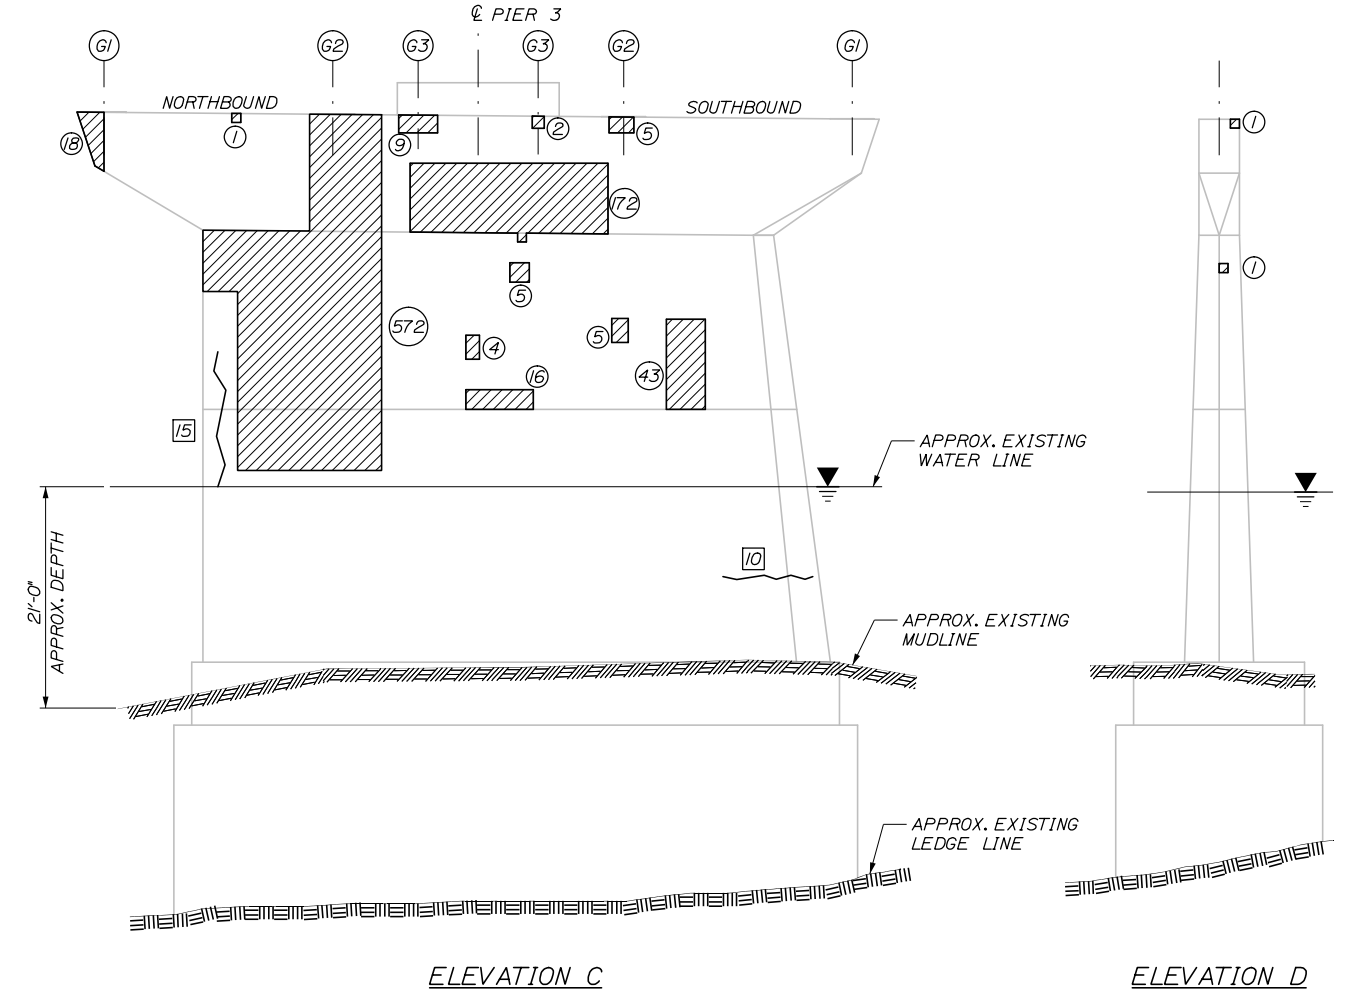 ℄ PIER 3
G1 G2 G3 G3 G2 G1
NORTHBOUND
SOUTHBOUND
18
1
9
2
5
1
172
1
5
572
5
4
16
43
15
APPROX. EXISTING
WATER LINE
21'-0"
APPROX. DEPTH
10
APPROX. EXISTING
MUDLINE
APPROX. EXISTING
LEDGE LINE
ELEVATION C
ELEVATION D